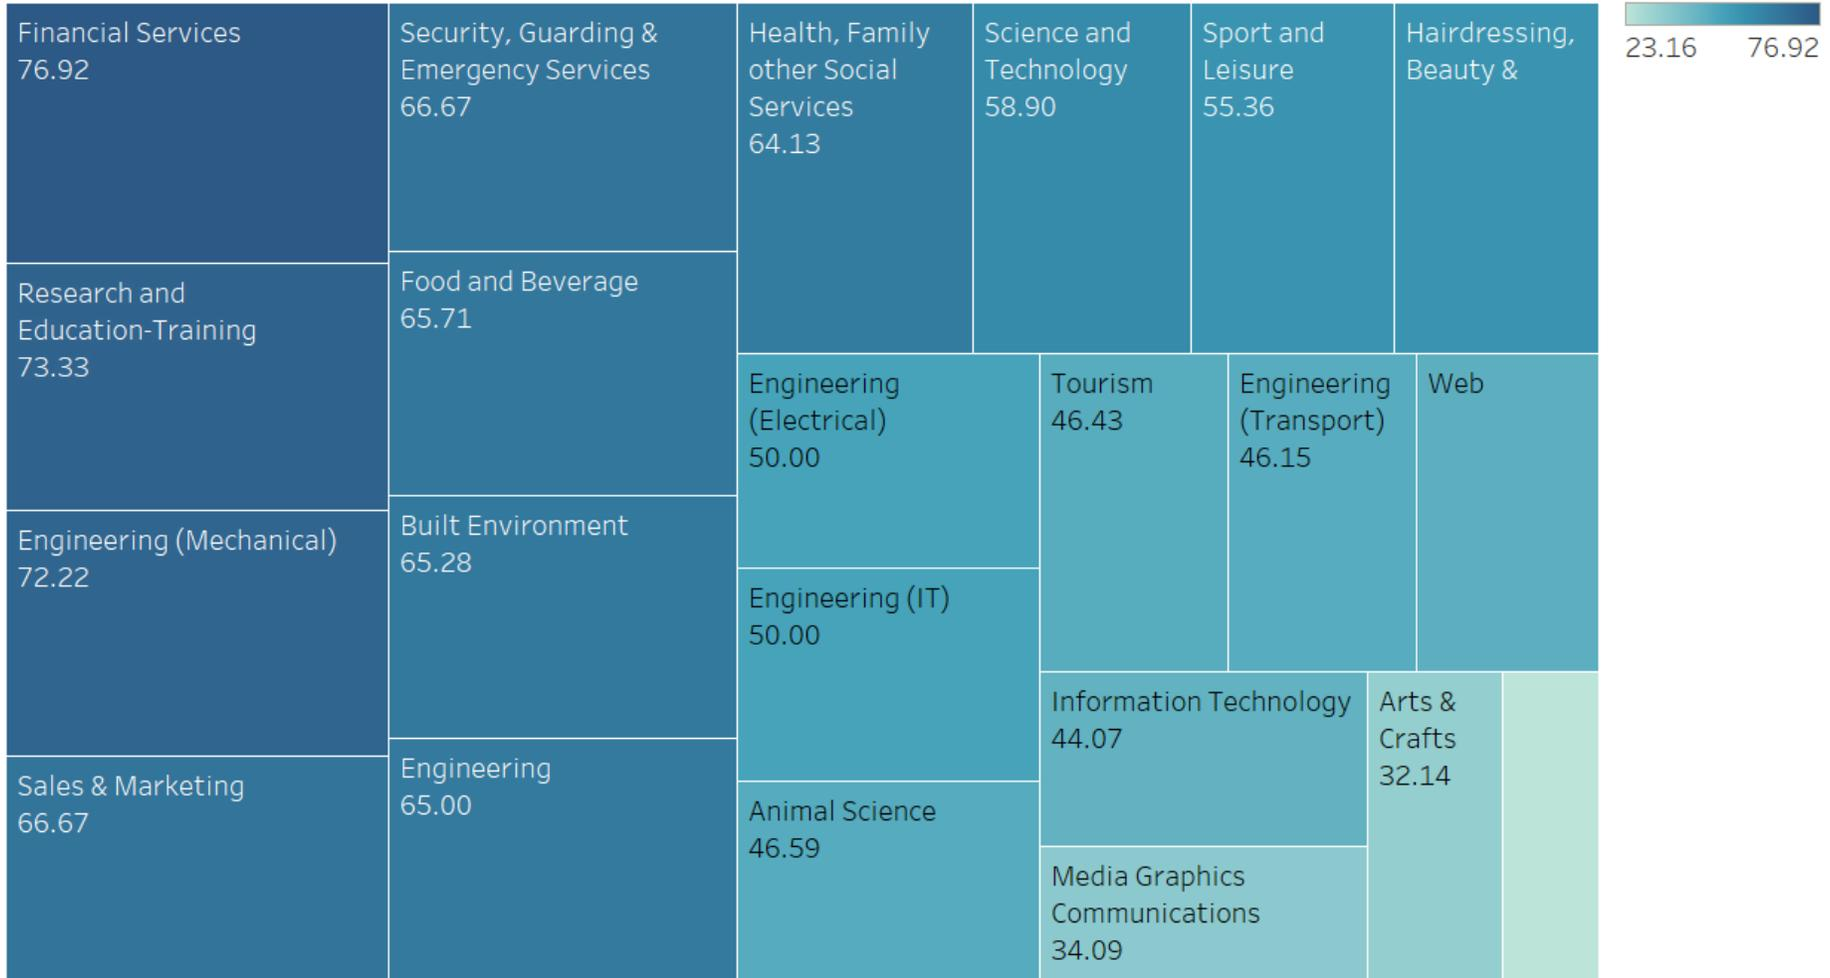 Financial Services
76.92
Research and
Education-Training
73.33
Engineering (Mechanical)
72.22
Sales & Marketing
66.67
Security, Guarding &
Emergency Services
66.67
Food and Beverage
65.71
Built Environment
65.28
Engineering
65.00
Health, Family
other Social
Services
64.13
Science and
Technology
58.90
Sport and
Leisure
55.36
Hairdressing,
Beauty &
Engineering
(Electrical)
50.00
Engineering (IT)
50.00
Animal Science
46.59
Tourism
46.43
Engineering
(Transport)
46.15
Web
Information Technology
44.07
Media Graphics
Communications
34.09
Arts &
Crafts
32.14
23.16 76.92